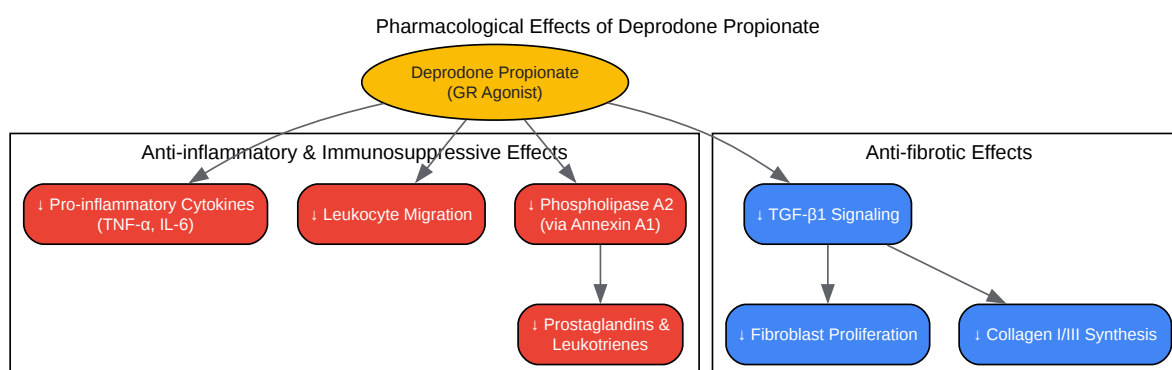 Pharmacological Effects of Deprodone Propionate
Deprodone Propionate
(GR Agonist)
Anti-inflammatory & Immunosuppressive Effects
Anti-fibrotic Effects
↓ Pro-inflammatory Cytokines
(TNF-α, IL-6)
↓ Leukocyte Migration
↓ Phospholipase A2
(via Annexin A1)
↓ TGF-β1 Signaling
↓ Prostaglandins &
Leukotrienes
↓ Fibroblast Proliferation
↓ Collagen I/III Synthesis